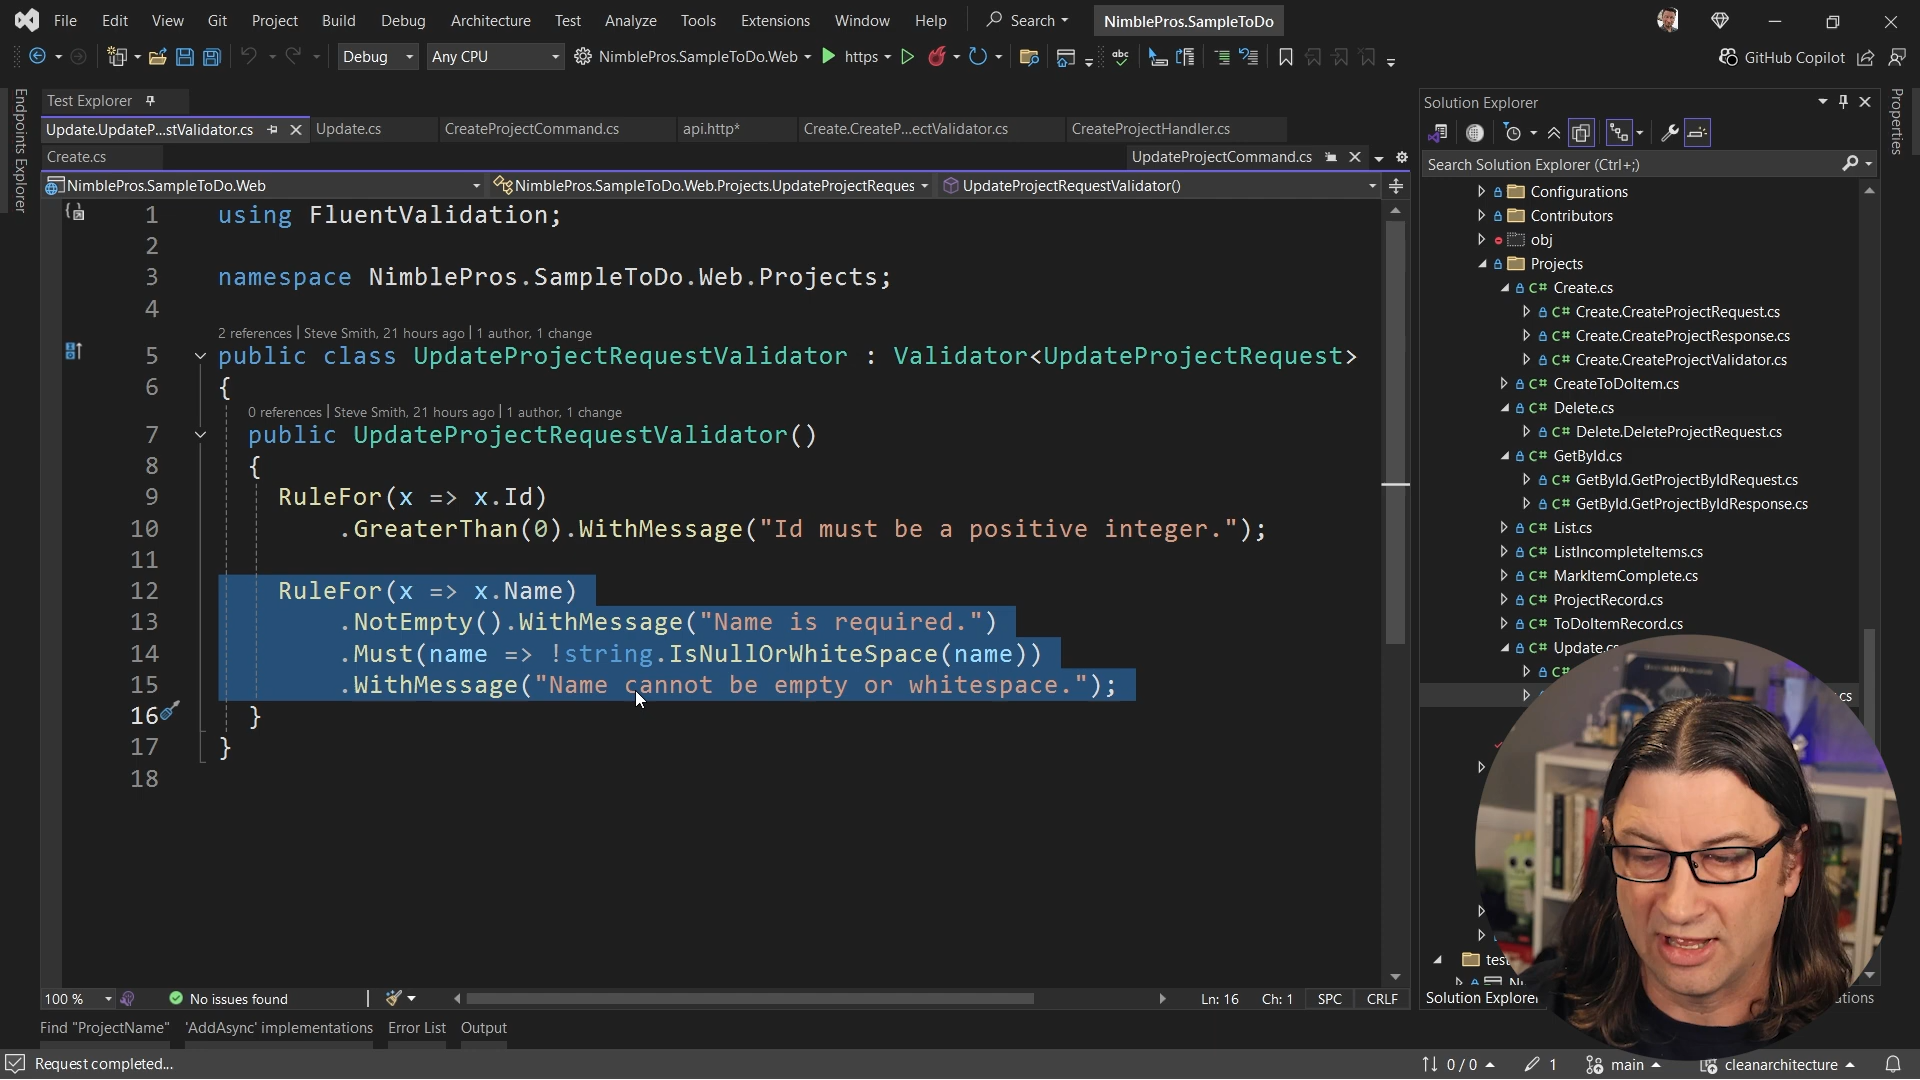 File Edit View Git Project Build Debug Architecture Test Analyze Tools Extensions Window Help Search NimblePros.SampleToDo
Debug Any CPU NimblePros.SampleToDo.Web https GitHub Copilot
Endpoints Explorer
Test Explorer
Update.UpdateP...stValidator.cs Update.cs CreateProjectCommand.cs api.http* Create.CreateP...ectValidator.cs CreateProjectHandler.cs
Create.cs UpdateProjectCommand.cs
NimblePros.SampleToDo.Web NimblePros.SampleToDo.Web.Projects.UpdateProjectReques UpdateProjectRequestValidator()
1 using FluentValidation;
2
3 namespace NimblePros.SampleToDo.Web.Projects;
4
2 references | Steve Smith, 21 hours ago | 1 author, 1 change
5 public class UpdateProjectRequestValidator : Validator<UpdateProjectRequest>
6 {
0 references | Steve Smith, 21 hours ago | 1 author, 1 change
7 public UpdateProjectRequestValidator()
8 {
9 RuleFor(x => x.Id)
10 .GreaterThan(0).WithMessage("Id must be a positive integer.");
11
12 RuleFor(x => x.Name)
13 .NotEmpty().WithMessage("Name is required.")
14 .Must(name => !string.IsNullOrWhiteSpace(name))
15 .WithMessage("Name cannot be empty or whitespace.");
16 }
17 }
18
100 % No issues found Ln: 16 Ch: 1 SPC CRLF
Find "ProjectName" 'AddAsync' implementations Error List Output
Request completed... 0 / 0 1 main cleanarchitecture
Solution Explorer
Search Solution Explorer (Ctrl+;)
Configurations
Contributors
obj
Projects
C# Create.cs
C# Create.CreateProjectRequest.cs
C# Create.CreateProjectResponse.cs
C# Create.CreateProjectValidator.cs
C# CreateToDoItem.cs
C# Delete.cs
C# Delete.DeleteProjectRequest.cs
C# GetById.cs
C# GetById.GetProjectByIdRequest.cs
C# GetById.GetProjectByIdResponse.cs
C# List.cs
C# ListIncompleteItems.cs
C# MarkItemComplete.cs
C# ProjectRecord.cs
C# ToDoItemRecord.cs
C# Update.cs
cs
Solution Explorer
Properties